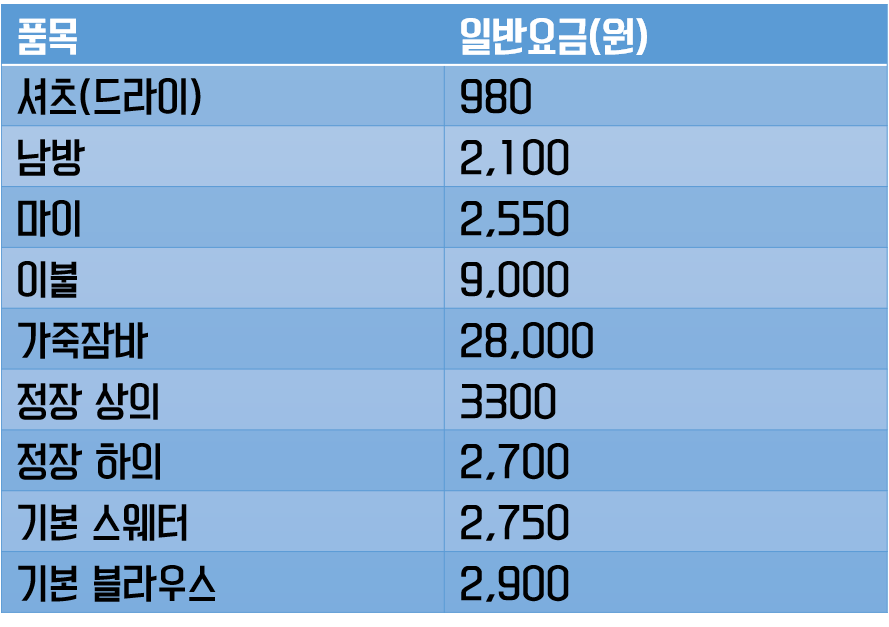 품목 일반요금(원)
셔츠(드라이) 980
남방 2,100
마이 2,550
이불 9,000
가죽잠바 28,000
정장 상의 3300
정장 하의 2,700
기본 스웨터 2,750
기본 블라우스 2,900